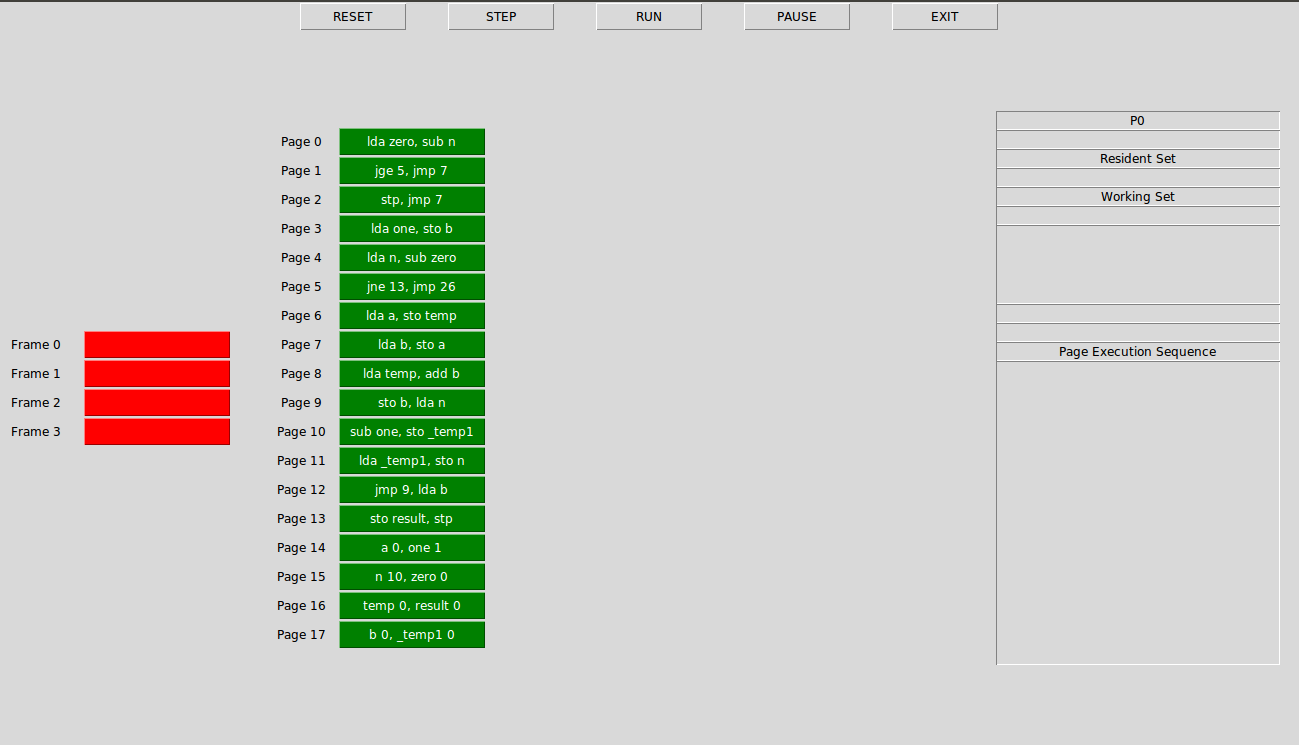 RESET STEP RUN PAUSE EXIT
P0
Resident Set
Working Set
Page Execution Sequence
Page 0 lda zero, sub n
Page 1 jge 5, jmp 7
Page 2 stp, jmp 7
Page 3 lda one, sto b
Page 4 lda n, sub zero
Page 5 jne 13, jmp 26
Page 6 lda a, sto temp
Frame 0 Page 7 lda b, sto a
Frame 1 Page 8 lda temp, add b
Frame 2 Page 9 sto b, lda n
Frame 3 Page 10 sub one, sto _temp1
Page 11 lda _temp1, sto n
Page 12 jmp 9, lda b
Page 13 sto result, stp
Page 14 a 0, one 1
Page 15 n 10, zero 0
Page 16 temp 0, result 0
Page 17 b 0, _temp1 0